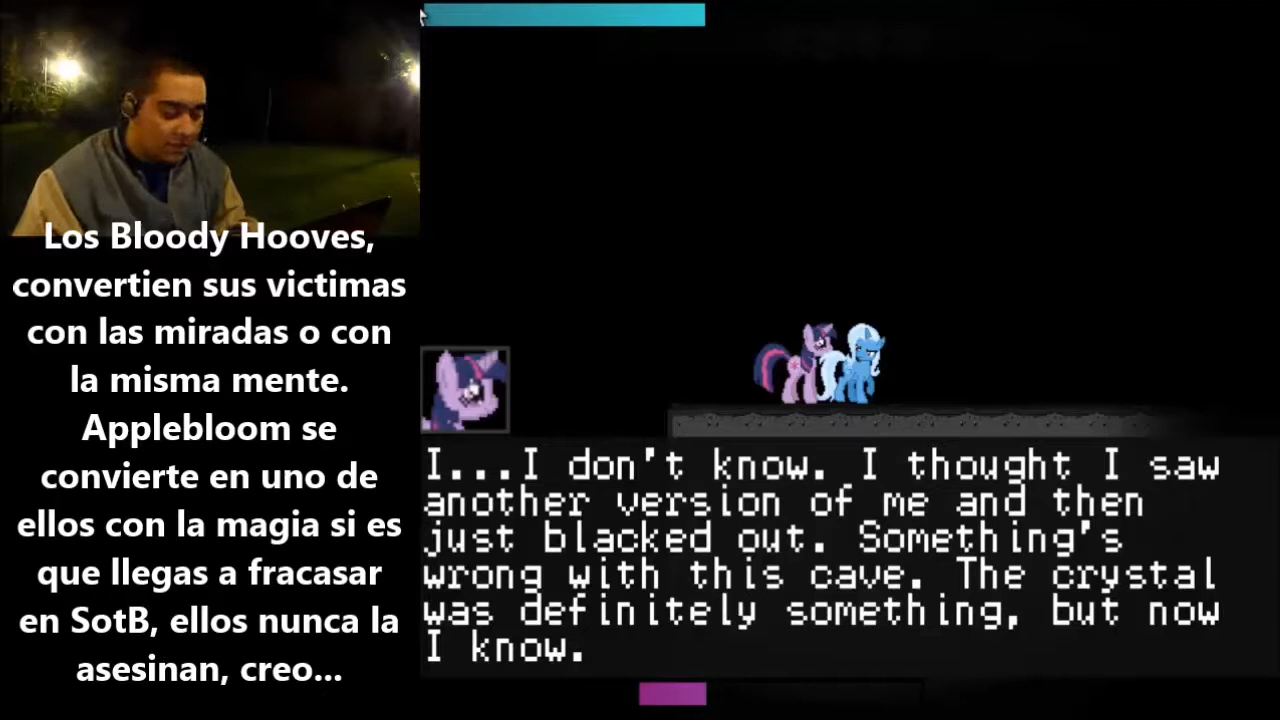 Los Bloody Hooves,
convertien sus victimas
con las miradas o con
la misma mente.
Applebloom se
convierte en uno de
ellos con la magia si es
que llegas a fracasar
en SotB, ellos nunca la
asesinan, creo...
I...I don't know. I thought I saw
another version of me and then
just blacked out. Something's
wrong with this cave. The crystal
was definitely something, but now
I know.